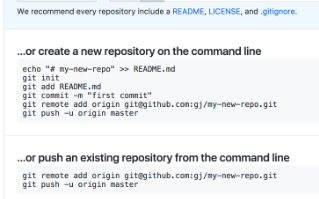 We recommend every repository include a README, LICENSE, and .gitignore.
...or create a new repository on the command line
echo "# my-new-repo" >> README.md
git init
git add README.md
git commit -m "first commit"
git remote add origin git@github.com:gj/my-new-repo.git
git push -u origin master
...or push an existing repository from the command line
git remote add origin git@github.com:gj/my-new-repo.git
git push -u origin master